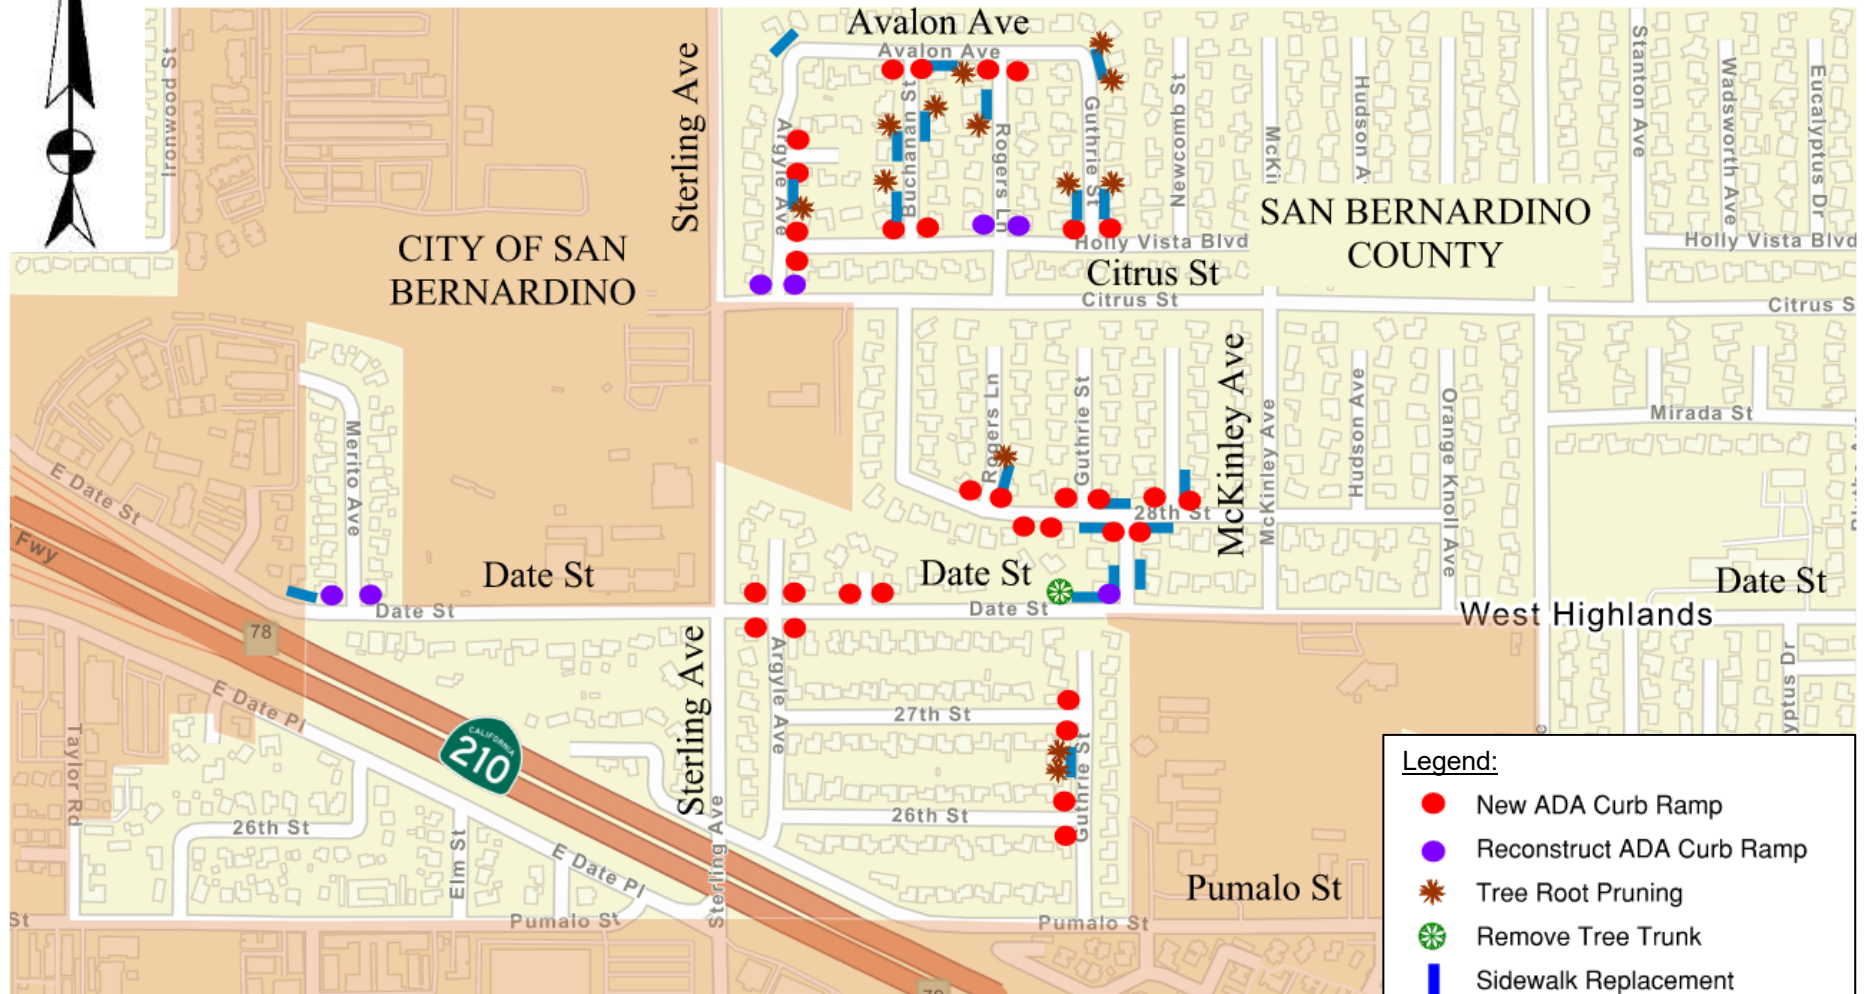 Avalon Ave
Avalon Ave
Ironwood St
Sterling Ave
Argyle Ave
Buchanan St
Rogers Ln
Guthrie St
Newcomb St
Hudson A
Stanton Ave
Wadsworth Ave
Eucalyptus Dr
CITY OF SAN
BERNARDINO
SAN BERNARDINO
COUNTY
Holly Vista Blvd
Holly Vista Blvd
Citrus St
Citrus St
Citrus S
Merito Ave
Rogers Ln
Guthrie St
McKinley Ave
McKinley Ave
Hudson Ave
Orange Knoll Ave
Mirada St
E Date St
Fwy
28th St
Date St
Date St
Date St
Date St
Date St
West Highlands
78
E Date Pl
CALIFORNIA
210
Taylor Rd
Sterling Ave
Argyle Ave
27th St
Guthrie St
26th St
26th St
Elm St
E Date Pl
Sterling Ave
Pumalo St
St
Pumalo St
Pumalo St
Legend:
New ADA Curb Ramp
Reconstruct ADA Curb Ramp
Tree Root Pruning
Remove Tree Trunk
Sidewalk Replacement